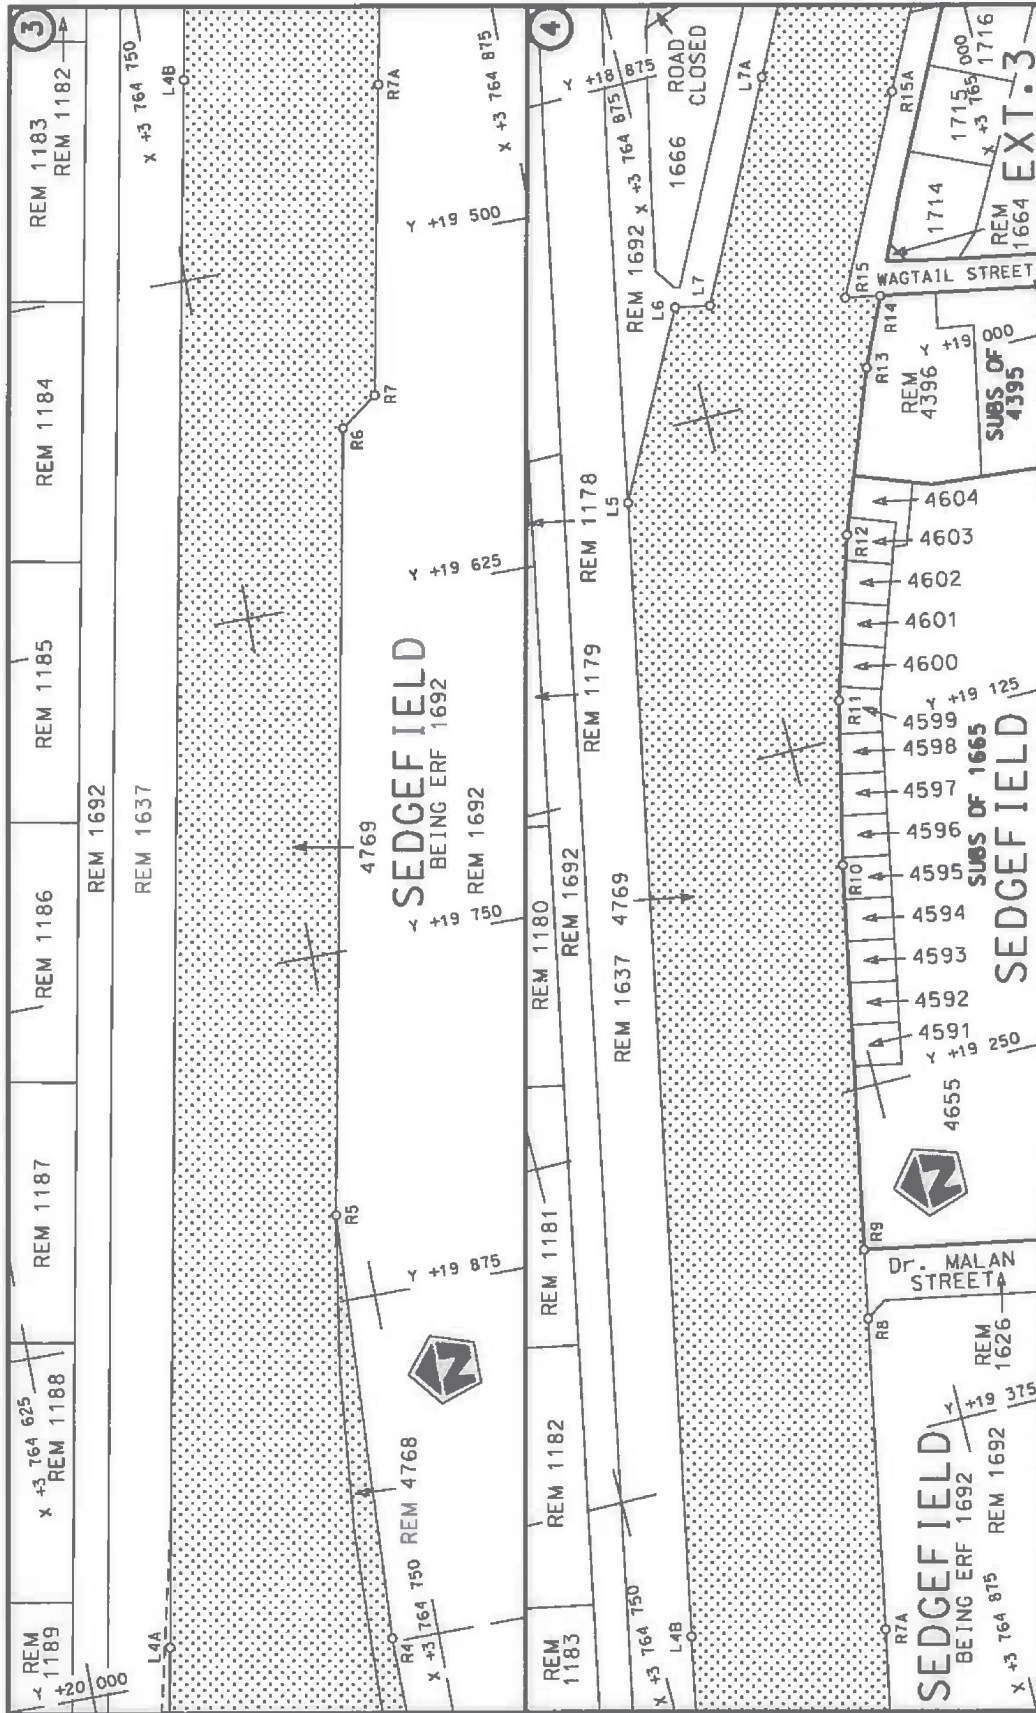 3
REM 1189
REM 1188
REM 1187
REM 1186
REM 1185
REM 1184
REM 1183
REM 1182
Y +20 000
X +3 764 625
REM 1692
REM 1637
X +3 764 750
L4A
L4B
4769
R4
R5
R6
R7
R7A
REM 4768
X +3 764 750
N
Y +19 875
SEDGEFIELD
BEING ERF 1692
REM 1692
Y +19 750
Y +19 625
Y +19 500
X +3 764 875
4
REM
1183
REM 1182
REM 1181
REM 1180
REM 1179
REM 1178
X +3 764 750
REM 1692
REM 1637
4769
REM 1692
X +3 764 875
Y +18 875
ROAD
CLOSED
1666
L4B
L5
L6
L7
L7A
R7A
R8
R9
R10
R11
R12
R13
R14
R15
R15A
SEDGEFIELD
BEING ERF 1692
REM 1692
X +3 764 875
Y +19 375
REM
1626
Dr. MALAN
STREET
N
4655
Y +19 250
4591
4592
4593
4594
4595
4596
4597
4598
4599
4600
4601
4602
4603
4604
SUBS OF 1665
SEDGEFIELD
Y +19 125
SUBS OF
4395
REM
4396
Y +19 000
WAGTAIL STREET
REM
1664
1714
1715
1716
X +3 765 000
EXT.3